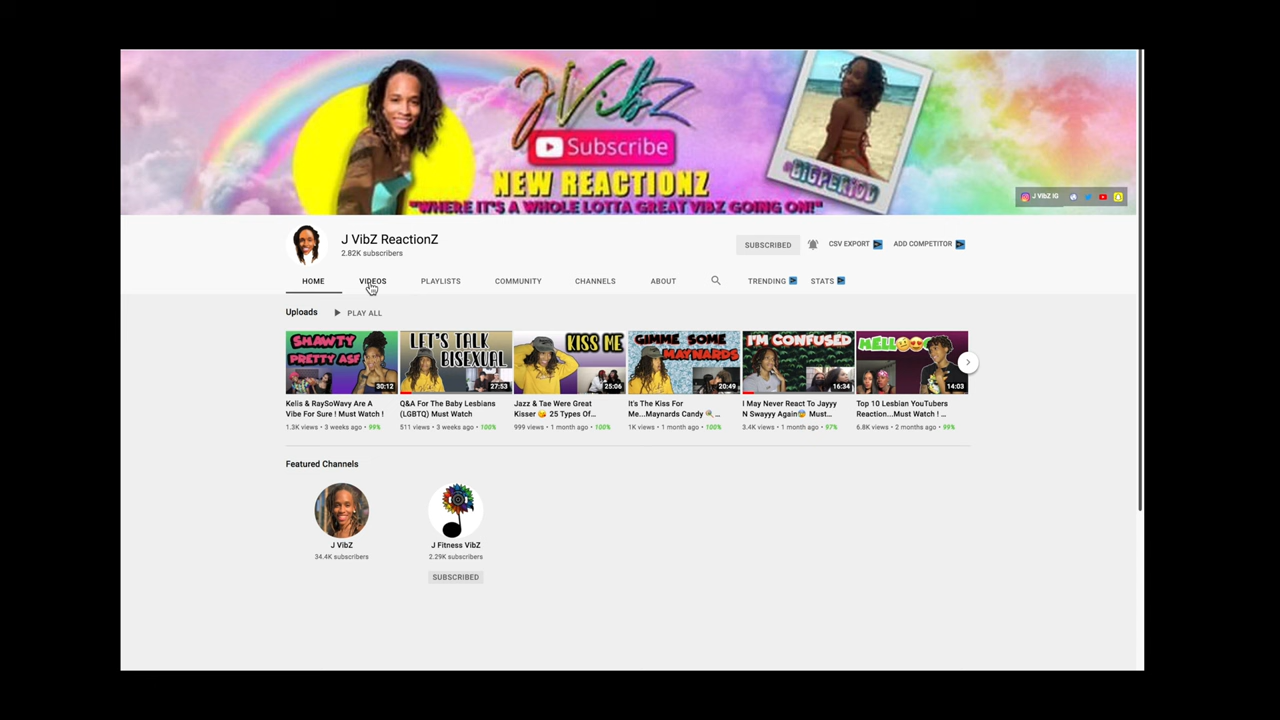 JVibZ
Subscribe
NEW REACTIONZ
"WHERE IT'S A WHOLE LOTTA GREAT VIBZ GOING ON!"
@BIGPERIOD
J VibZ IG
J VibZ ReactionZ
2.82K subscribers
SUBSCRIBED
CSV EXPORT
ADD COMPETITOR
HOME
VIDEOS
PLAYLISTS
COMMUNITY
CHANNELS
ABOUT
TRENDING
STATS
Uploads
PLAY ALL
SHAWTY
PRETTY ASF
30:12
LET'S TALK
BISEXUAL
27:53
KISS ME
25:06
GIMME SOME
MAYNARDS
20:49
I'M CONFUSED
16:34
HELLO
14:03
Kelis & RaySoWavy Are A
Vibe For Sure ! Must Watch !
1.3K views • 3 weeks ago • 99%
Q&A For The Baby Lesbians
(LGBTQ) Must Watch
511 views • 3 weeks ago • 100%
Jazz & Tae Were Great
Kisser 😘 25 Types Of...
999 views • 1 month ago • 100%
It's The Kiss For
Me...Maynards Candy 🍭...
1K views • 1 month ago • 100%
I May Never React To Jayyy
N Swayyy Again😰 Must...
3.4K views • 1 month ago • 97%
Top 10 Lesbian YouTubers
Reaction...Must Watch ! ...
6.8K views • 2 months ago • 99%
Featured Channels
J VibZ
34.4K subscribers
J Fitness VibZ
2.29K subscribers
SUBSCRIBED